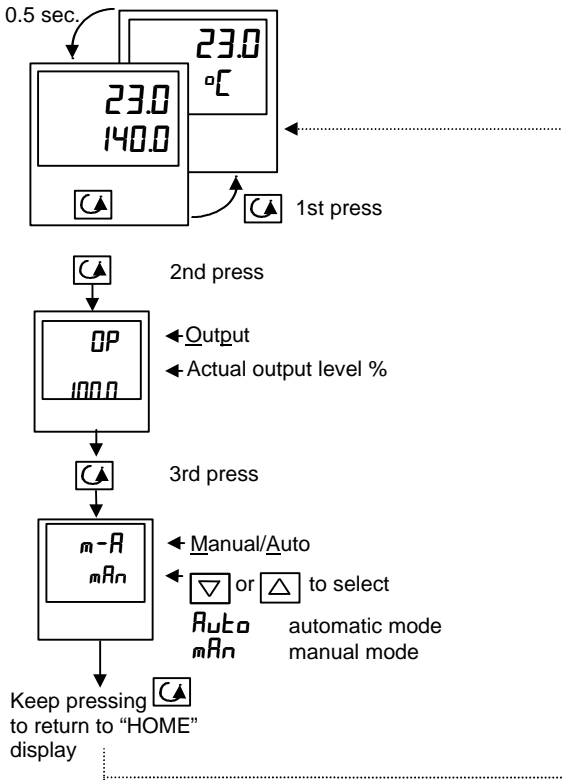 0.5 sec.
23.0
°C
23.0
140.0
1st press
2nd press
OP
Output
100.0
Actual output level %
3rd press
m-A
Manual/Auto
mAn
or to select
Auto automatic mode
mAn manual mode
Keep pressing
to return to “HOME”
display